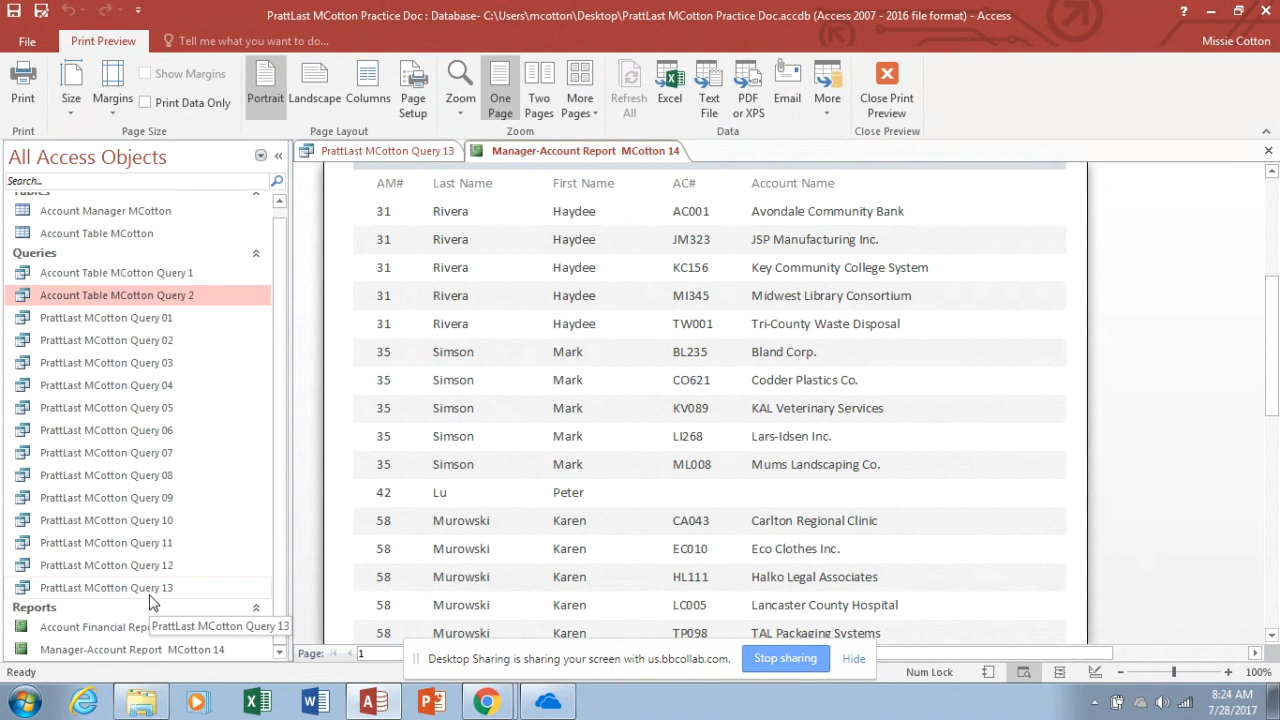 PrattLast MCotton Practice Doc : Database- C:\Users\mcotton\Desktop\PrattLast MCotton Practice Doc.accdb (Access 2007 - 2016 file format) - Access
?
File Print Preview Tell me what you want to do... Missie Cotton
Print Size Margins Show Margins Print Data Only Portrait Landscape Columns Page Setup Zoom One Page Two Pages More Pages Refresh All Excel Text File PDF or XPS Email More Close Print Preview
Print Page Size Page Layout Zoom Data Close Preview
All Access Objects
Search...
Tables
Account Manager MCotton
Account Table MCotton
Queries
Account Table MCotton Query 1
Account Table MCotton Query 2
PrattLast MCotton Query 01
PrattLast MCotton Query 02
PrattLast MCotton Query 03
PrattLast MCotton Query 04
PrattLast MCotton Query 05
PrattLast MCotton Query 06
PrattLast MCotton Query 07
PrattLast MCotton Query 08
PrattLast MCotton Query 09
PrattLast MCotton Query 10
PrattLast MCotton Query 11
PrattLast MCotton Query 12
PrattLast MCotton Query 13
Reports
Account Financial Rep
PrattLast MCotton Query 13
Manager-Account Report MCotton 14
PrattLast MCotton Query 13 Manager-Account Report MCotton 14
AM# Last Name First Name AC# Account Name
31 Rivera Haydee AC001 Avondale Community Bank
31 Rivera Haydee JM323 JSP Manufacturing Inc.
31 Rivera Haydee KC156 Key Community College System
31 Rivera Haydee MI345 Midwest Library Consortium
31 Rivera Haydee TW001 Tri-County Waste Disposal
35 Simson Mark BL235 Bland Corp.
35 Simson Mark CO621 Codder Plastics Co.
35 Simson Mark KV089 KAL Veterinary Services
35 Simson Mark LI268 Lars-Idsen Inc.
35 Simson Mark ML008 Mums Landscaping Co.
42 Lu Peter
58 Murowski Karen CA043 Carlton Regional Clinic
58 Murowski Karen EC010 Eco Clothes Inc.
58 Murowski Karen HL111 Halko Legal Associates
58 Murowski Karen LC005 Lancaster County Hospital
58 Murowski Karen TP098 TAL Packaging Systems
Page: 1
Desktop Sharing is sharing your screen with us.bbcollab.com. Stop sharing Hide
Ready Num Lock 100%
8:24 AM
7/28/2017